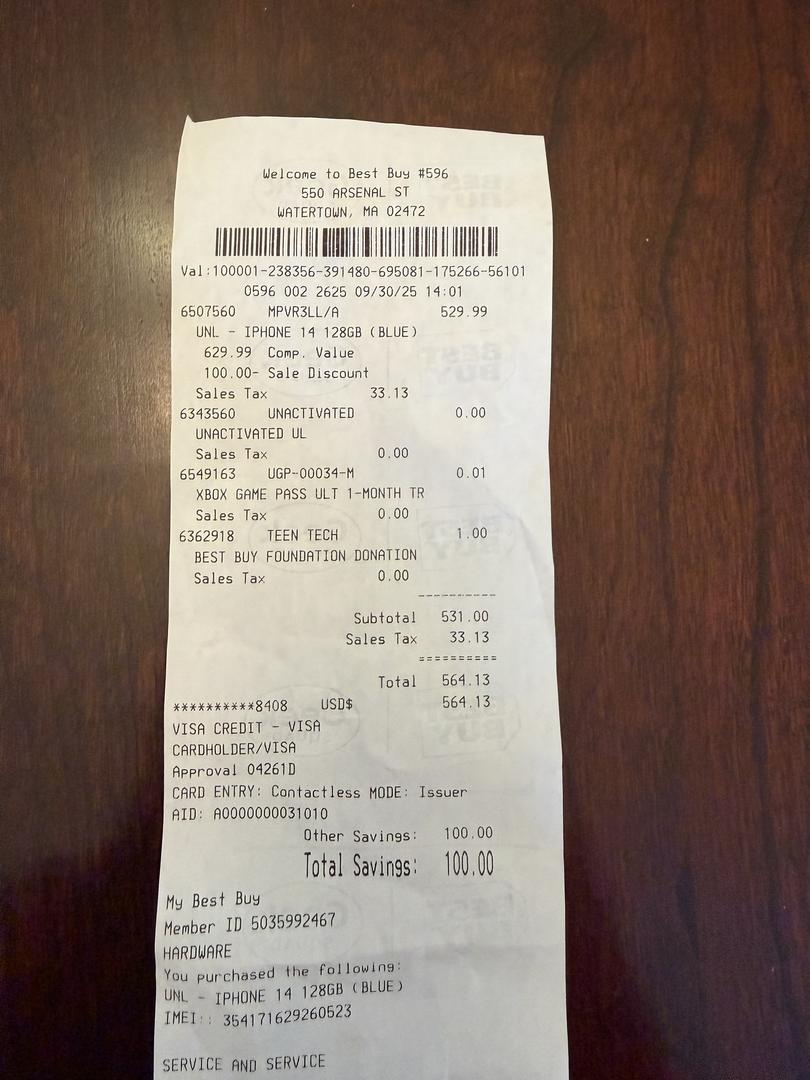 Welcome to Best Buy #596
550 ARSENAL ST
WATERTOWN, MA 02472
Val:100001-238356-391480-695081-175266-56101
0596 002 2625 09/30/25 14:01
6507560 MPVR3LL/A 529.99
UNL - IPHONE 14 128GB (BLUE)
629.99 Comp. Value
100.00- Sale Discount
Sales Tax 33.13
6343560 UNACTIVATED 0.00
UNACTIVATED UL
Sales Tax 0.00
6549163 UGP-00034-M 0.01
XBOX GAME PASS ULT 1-MONTH TR
Sales Tax 0.00
6362918 TEEN TECH 1.00
BEST BUY FOUNDATION DONATION
Sales Tax 0.00
----------
Subtotal 531.00
Sales Tax 33.13
==========
Total 564.13
**********8408 USD$ 564.13
VISA CREDIT - VISA
CARDHOLDER/VISA
Approval 04261D
CARD ENTRY: Contactless MODE: Issuer
AID: A0000000031010
Other Savings: 100.00
Total Savings: 100.00
My Best Buy
Member ID 5035992467
HARDWARE
You purchased the following:
UNL - IPHONE 14 128GB (BLUE)
IMEI:: 354171629260523
SERVICE AND SERVICE